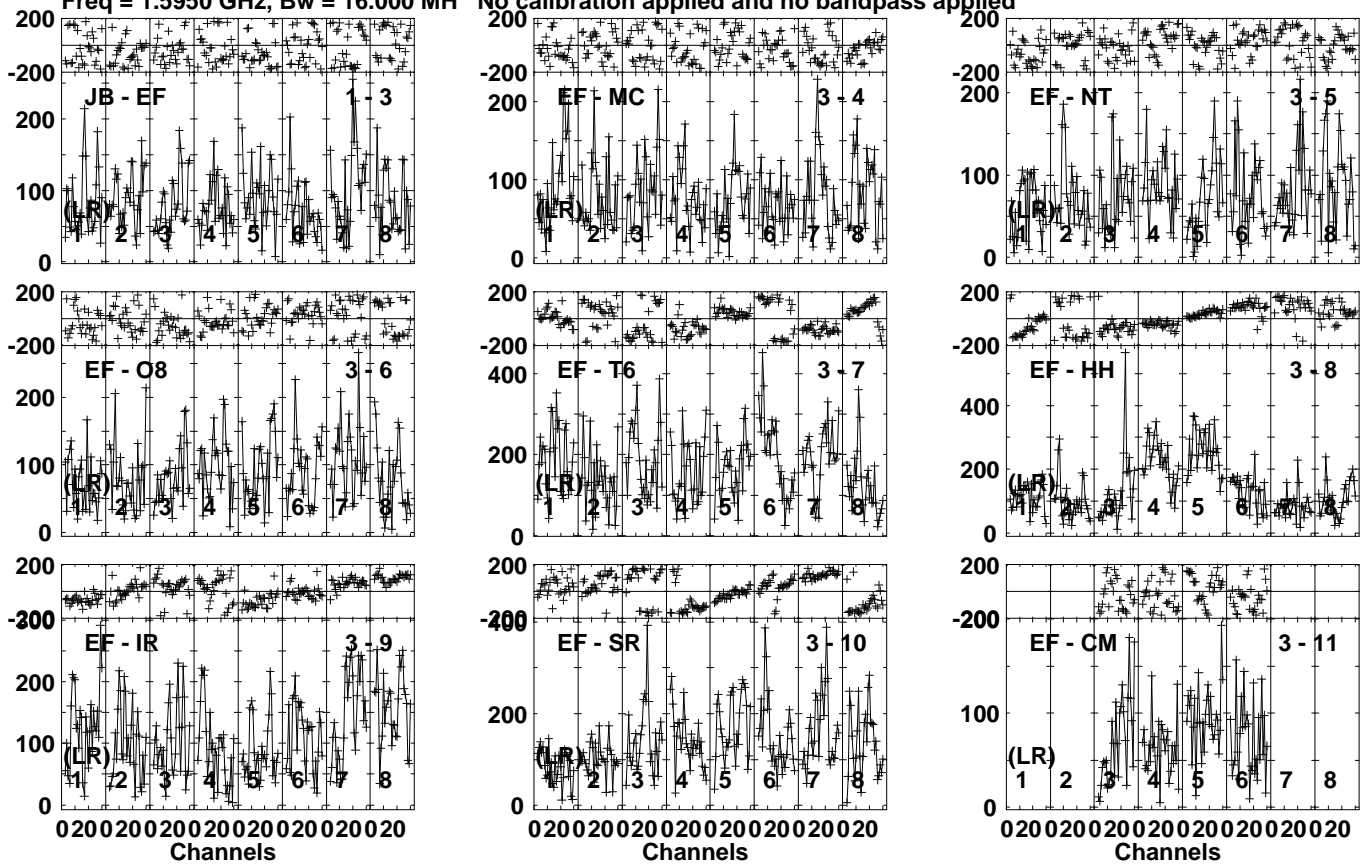 Freq = 1.5950 GHz, Bw = 16.000 MH No calibration applied and no bandpass applied
200
-200
JB - EF 1 - 3
200
100
(LR)
1 2 3 4 5 6 7 8
0
EF - MC 3 - 4
200
100
(LR)
1 2 3 4 5 6 7 8
0
200
-200
EF - NT 3 - 5
200
100
(LR)
1 2 3 4 5 6 7 8
0
200
-200
EF - O8 3 - 6
200
100
(LR)
1 2 3 4 5 6 7 8
0
200
-200
EF - T6 3 - 7
400
200
(LR)
1 2 3 4 5 6 7 8
0
200
-200
EF - HH 3 - 8
400
200
(LR)
1 2 3 4 5 6 7 8
0
200
-200
300
EF - IR 3 - 9
200
100
(LR)
1 2 3 4 5 6 7 8
0
200
-200
400
EF - SR 3 - 10
200
(LR)
1 2 3 4 5 6 7 8
0
200
-200
200
EF - CM 3 - 11
100
(LR)
1 2 3 4 5 6 7 8
0
0 20 0 20 0 20 0 20 0 20 0 20 0 20 0 20
Channels
0 20 0 20 0 20 0 20 0 20 0 20 0 20 0 20
Channels
0 20 0 20 0 20 0 20 0 20 0 20 0 20 0 20
Channels